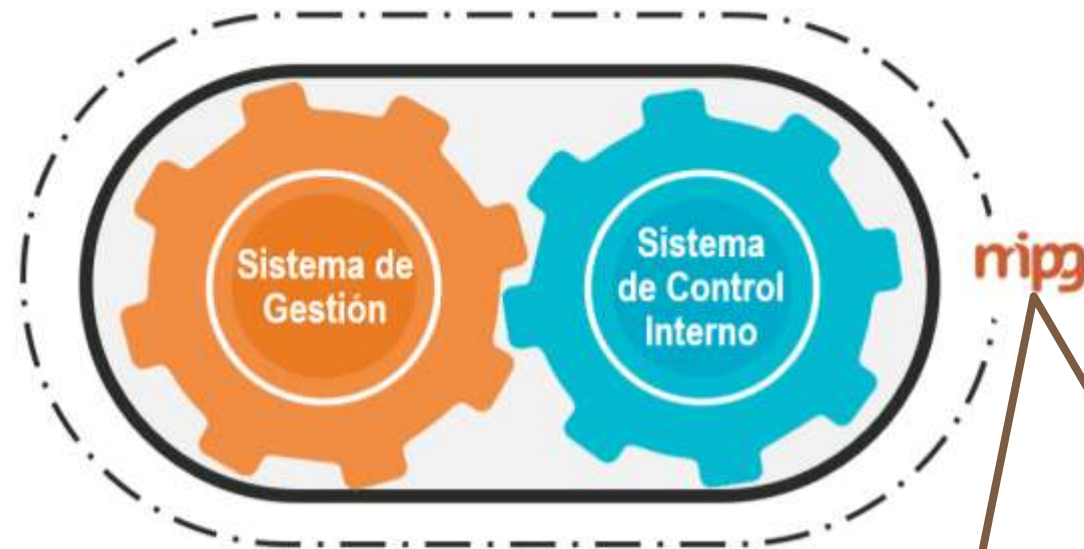 Sistema de
Gestión
Sistema
de Control
Interno
mipg